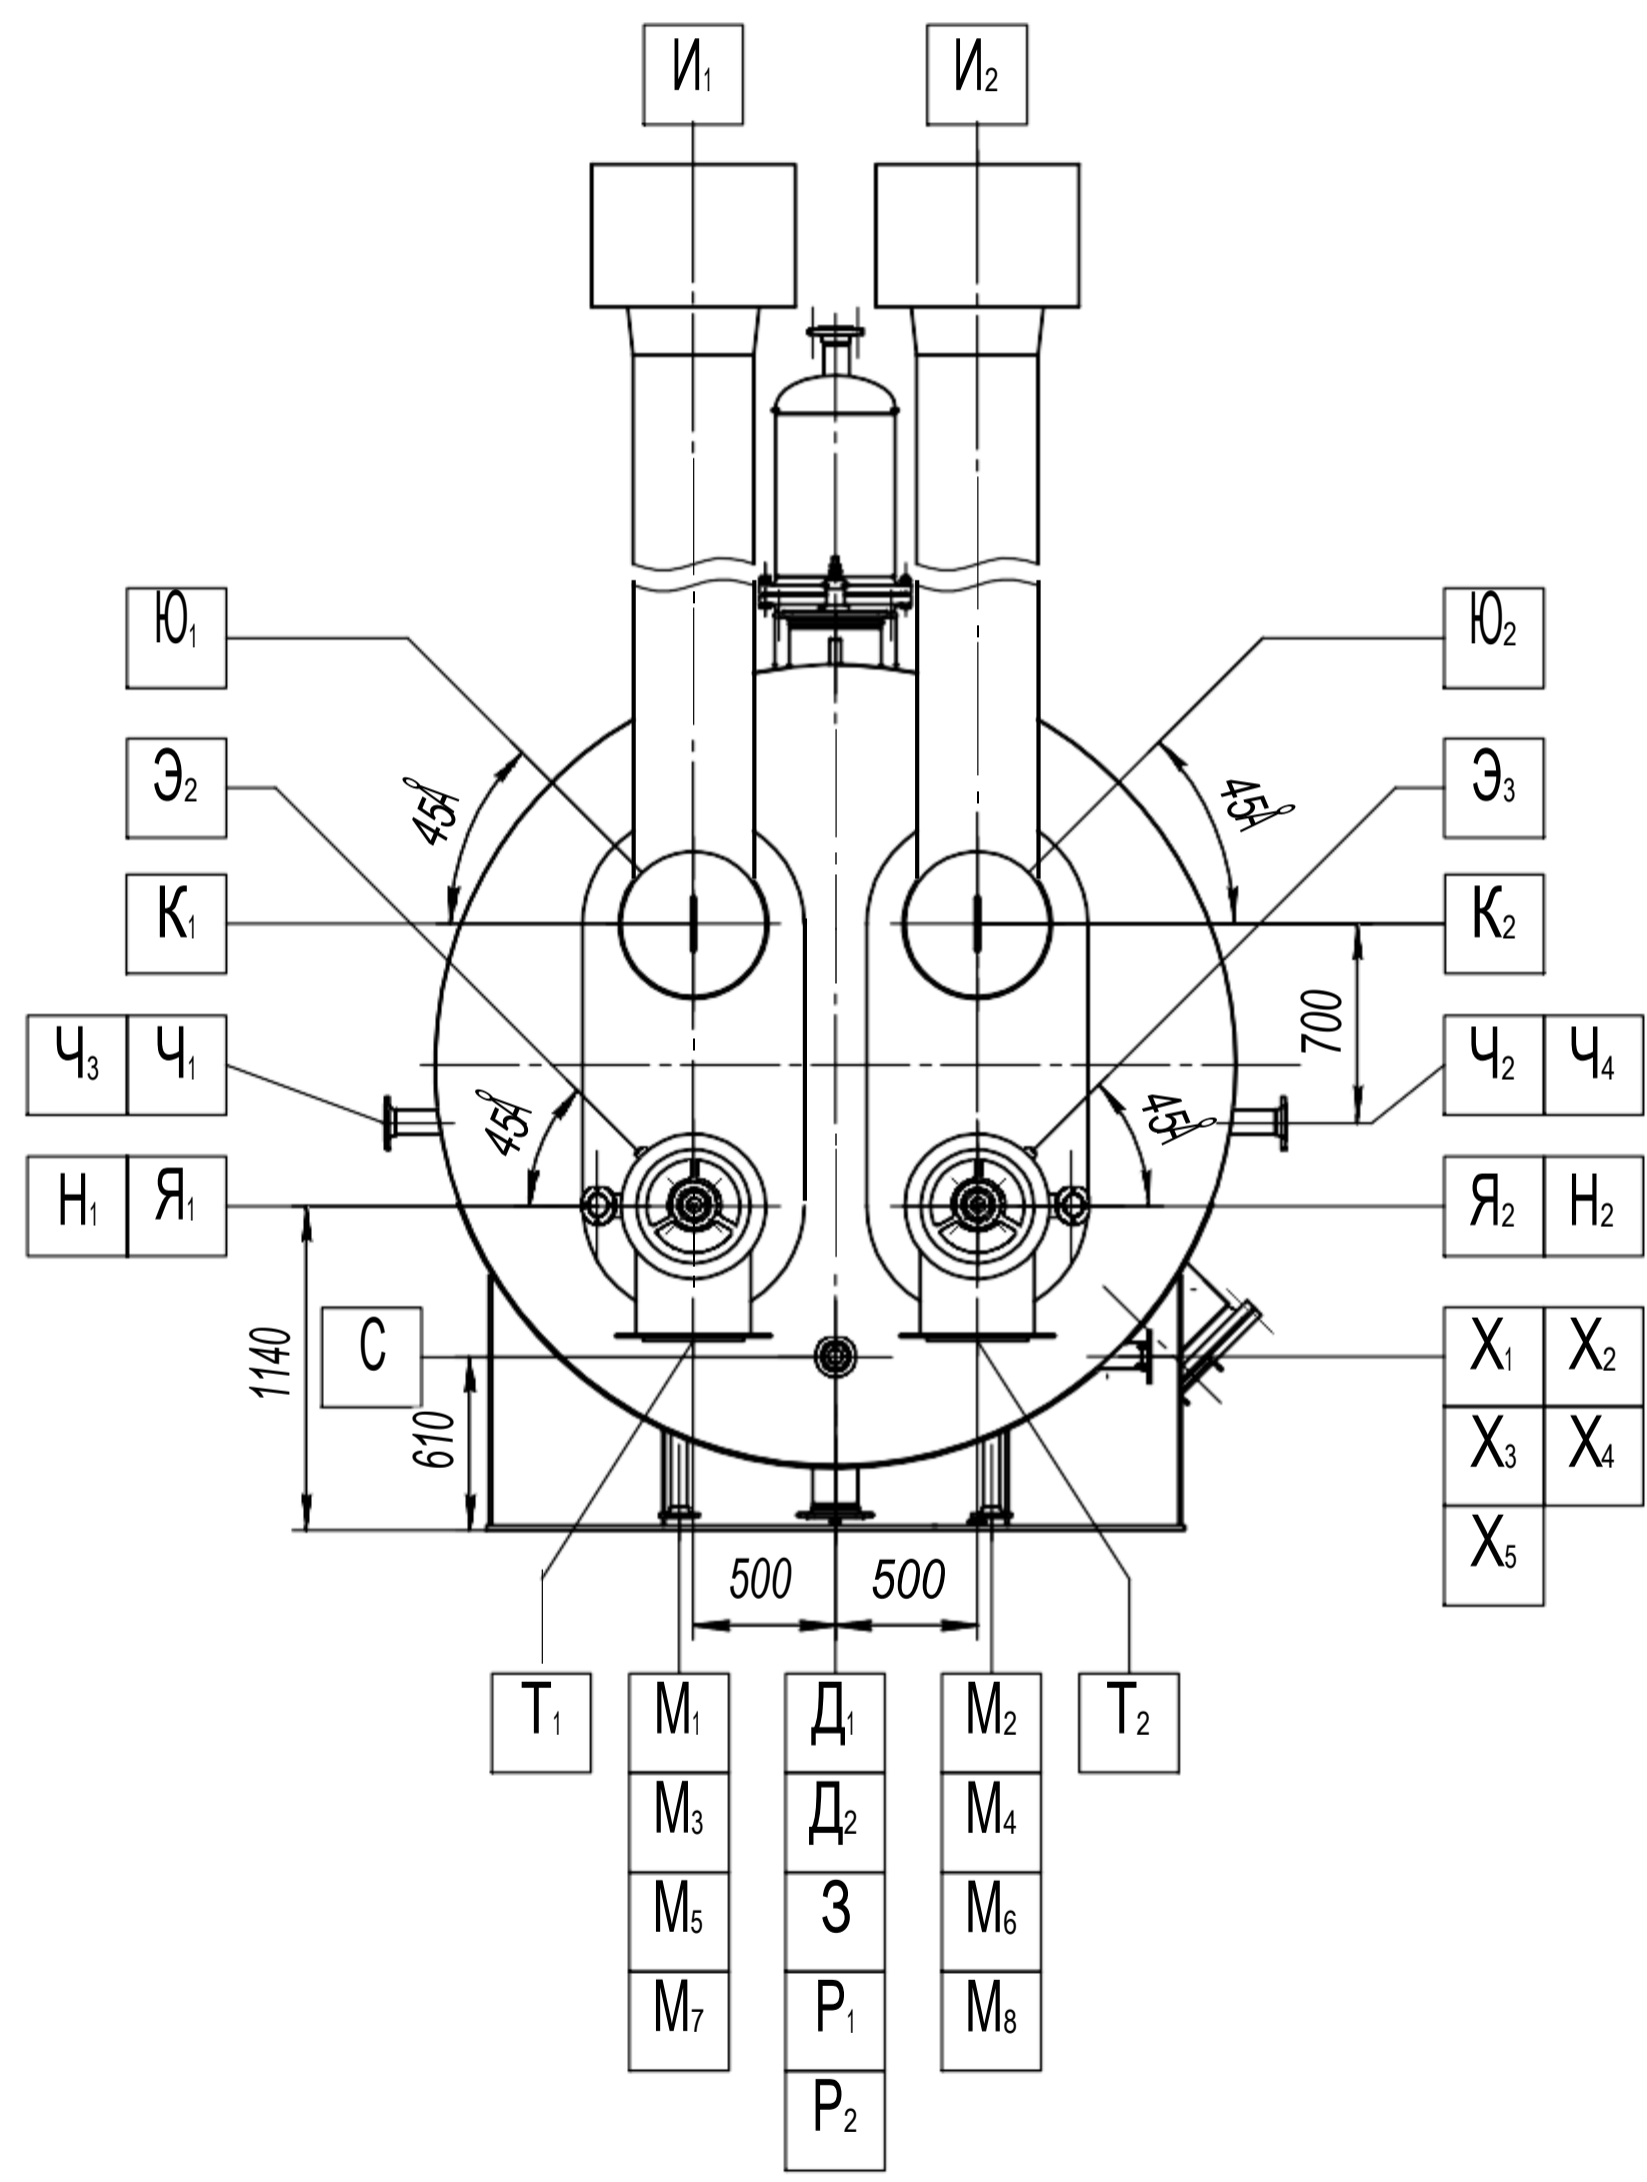 И1 И2
Ю1 Ю2
Э2 Э3
45° 45°
К1 К2
700
Ч3 Ч1 Ч2 Ч4
45° 45°
Н1 Я1 Я2 Н2
С
Х1 Х2
1140
610
Х3 Х4
Х5
500 500
Т1 М1 Д1 М2 Т2
М3 Д2 М4
М5 З М6
М7 Р1 М8
Р2